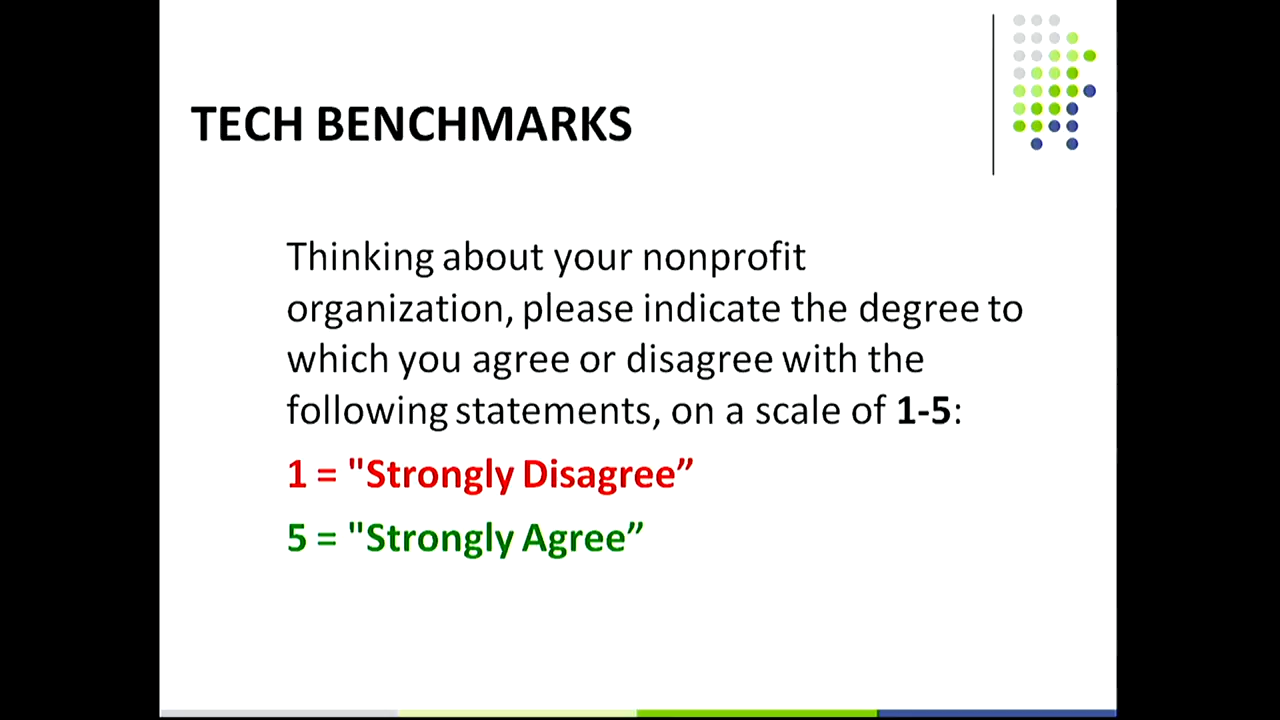 TECH BENCHMARKS
Thinking about your nonprofit
organization, please indicate the degree to
which you agree or disagree with the
following statements, on a scale of 1-5:
1 = "Strongly Disagree”
5 = "Strongly Agree”